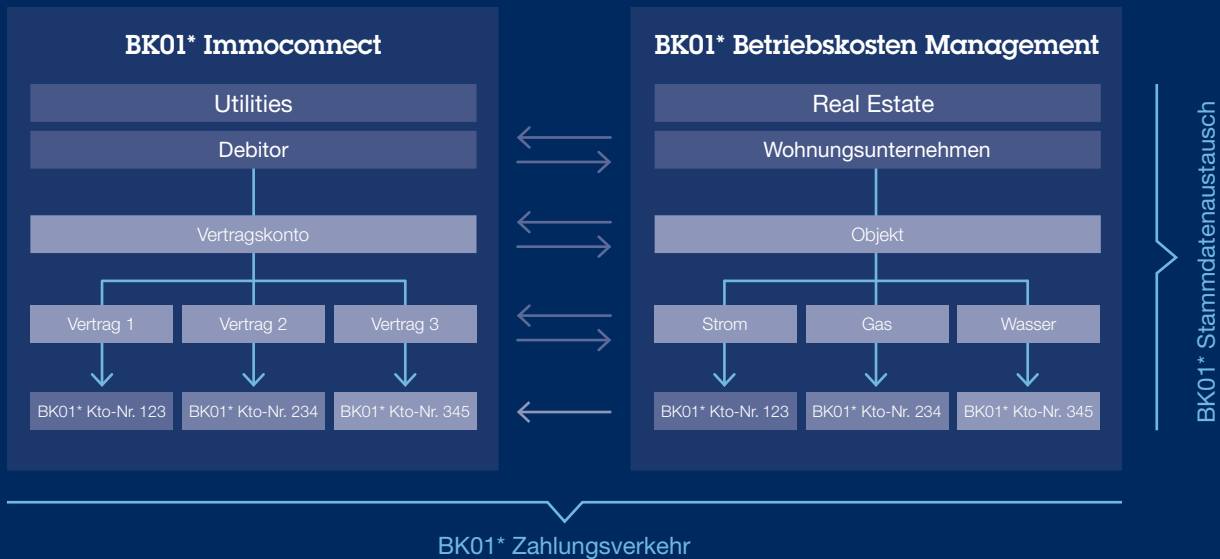 BK01* Immoconnect
Utilities
Debitor
Vertragskonto
Vertrag 1
Vertrag 2
Vertrag 3
BK01* Kto-Nr. 123
BK01* Kto-Nr. 234
BK01* Kto-Nr. 345
BK01* Betriebskosten Management
Real Estate
Wohnungsunternehmen
Objekt
Strom
Gas
Wasser
BK01* Kto-Nr. 123
BK01* Kto-Nr. 234
BK01* Kto-Nr. 345
BK01* Stammdatenaustausch
BK01* Zahlungsverkehr